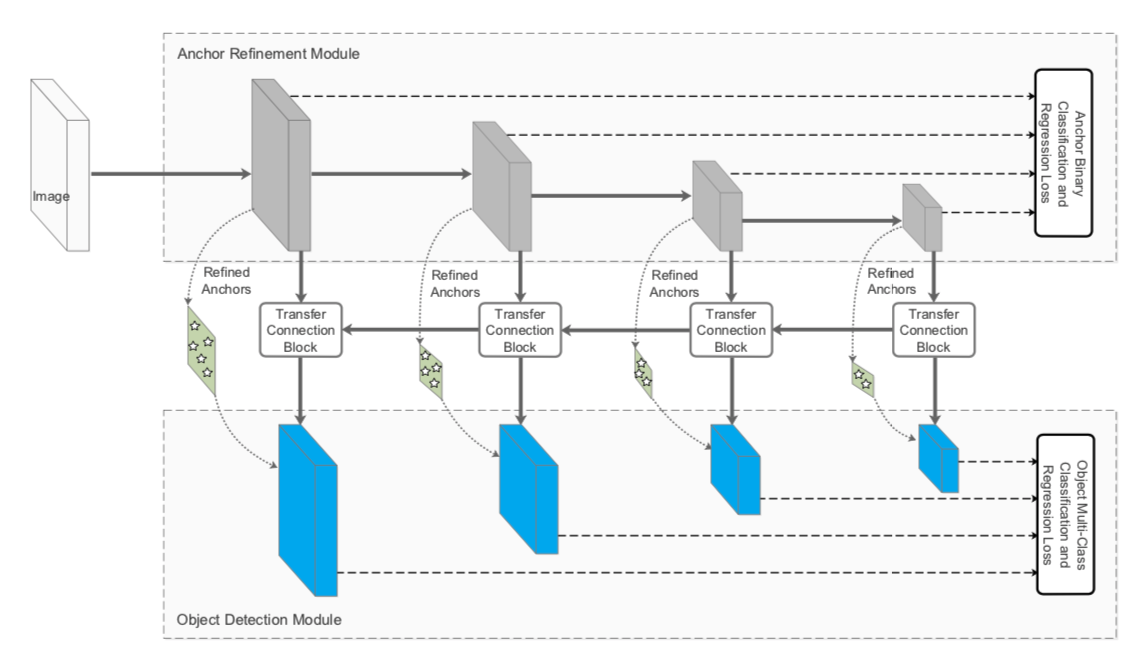 Anchor Refinement Module
Image
Anchor Binary
Classification and
Regression Loss
Refined
Anchors
Refined
Anchors
Refined
Anchors
Refined
Anchors
Transfer
Connection
Block
Transfer
Connection
Block
Transfer
Connection
Block
Transfer
Connection
Block
Object Multi-Class
Classification and
Regression Loss
Object Detection Module